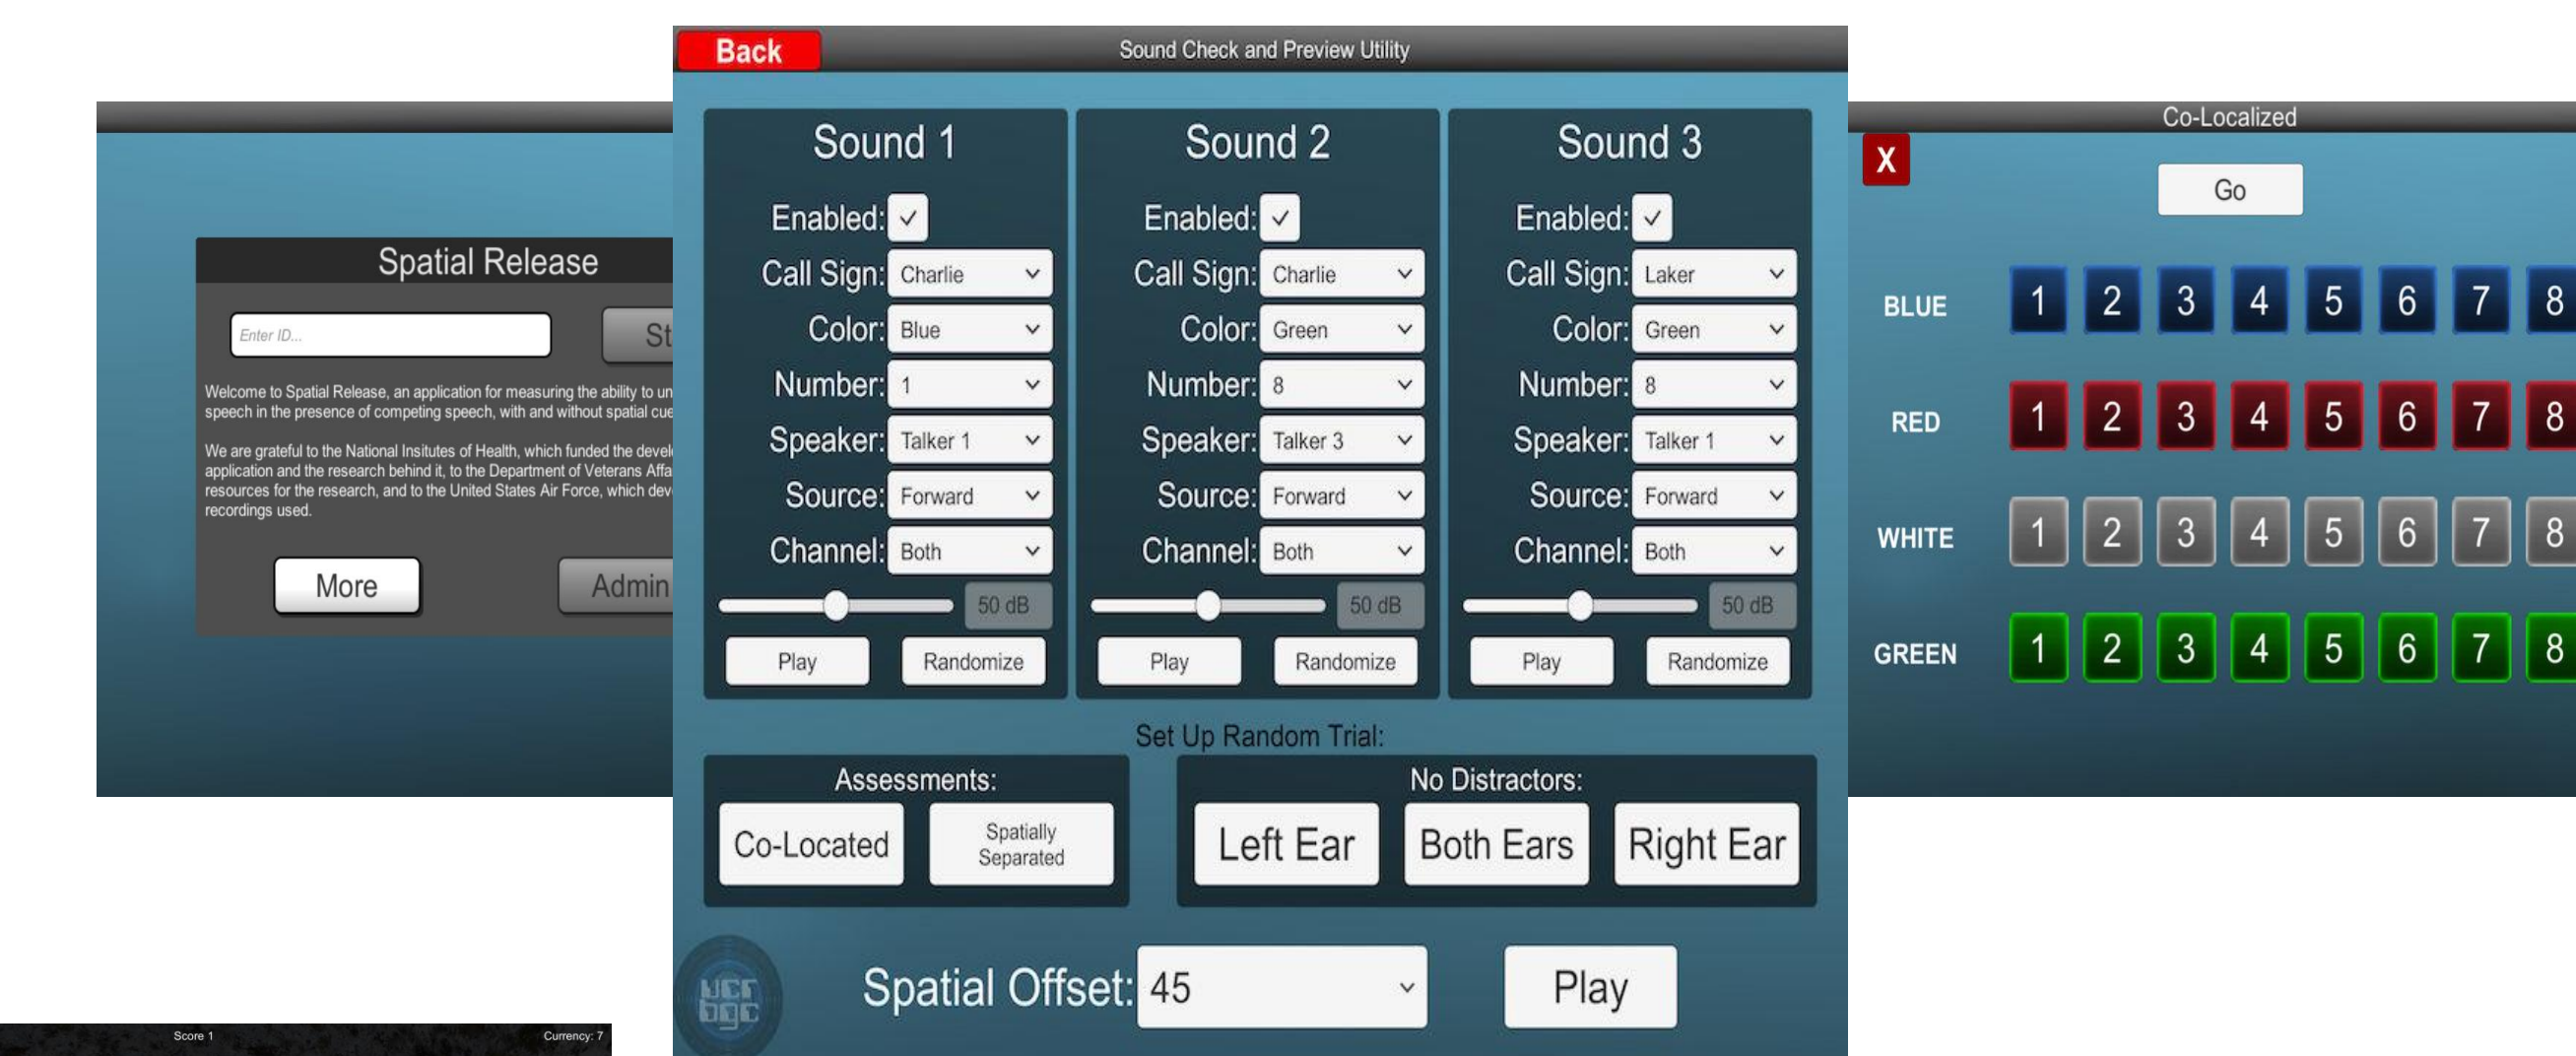 Spatial Release
Enter ID...
St
Welcome to Spatial Release, an application for measuring the ability to un
speech in the presence of competing speech, with and without spatial cue
We are grateful to the National Insitutes of Health, which funded the devel
application and the research behind it, to the Department of Veterans Affa
resources for the research, and to the United States Air Force, which dev
recordings used.
More
Admin
Score 1
Currency: 7
Back
Sound Check and Preview Utility
Sound 1
Enabled:
Call Sign: Charlie
Color: Blue
Number: 1
Speaker: Talker 1
Source: Forward
Channel: Both
50 dB
Play Randomize
Sound 2
Enabled:
Call Sign: Charlie
Color: Green
Number: 8
Speaker: Talker 3
Source: Forward
Channel: Both
50 dB
Play Randomize
Sound 3
Enabled:
Call Sign: Laker
Color: Green
Number: 8
Speaker: Talker 1
Source: Forward
Channel: Both
50 dB
Play Randomize
Set Up Random Trial:
Assessments:
Co-Located
Spatially
Separated
No Distractors:
Left Ear Both Ears Right Ear
UCR
bgc
Spatial Offset: 45
Play
Co-Localized
X
Go
BLUE 1 2 3 4 5 6 7 8
RED 1 2 3 4 5 6 7 8
WHITE 1 2 3 4 5 6 7 8
GREEN 1 2 3 4 5 6 7 8